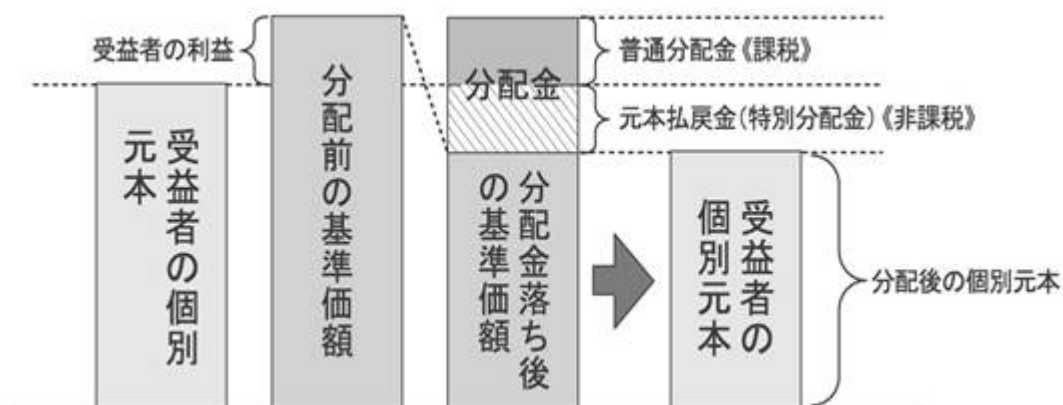 受益者の利益
受益者の個別
元本
分配前の基準価額
分配金
分配金落ち後
の基準価額
普通分配金《課税》
元本払戻金(特別分配金)《非課税》
受益者の
個別元本
分配後の個別元本